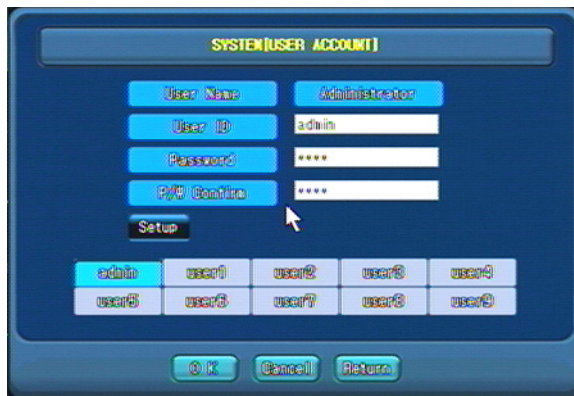 SYSTEM[USER ACCOUNT]
User Name Administrator
User ID admin
Password ****
P/W Confirm ****
Setup
admin user1 user2 user3 user4
user5 user6 user7 user8 user9
O K Cancel Return